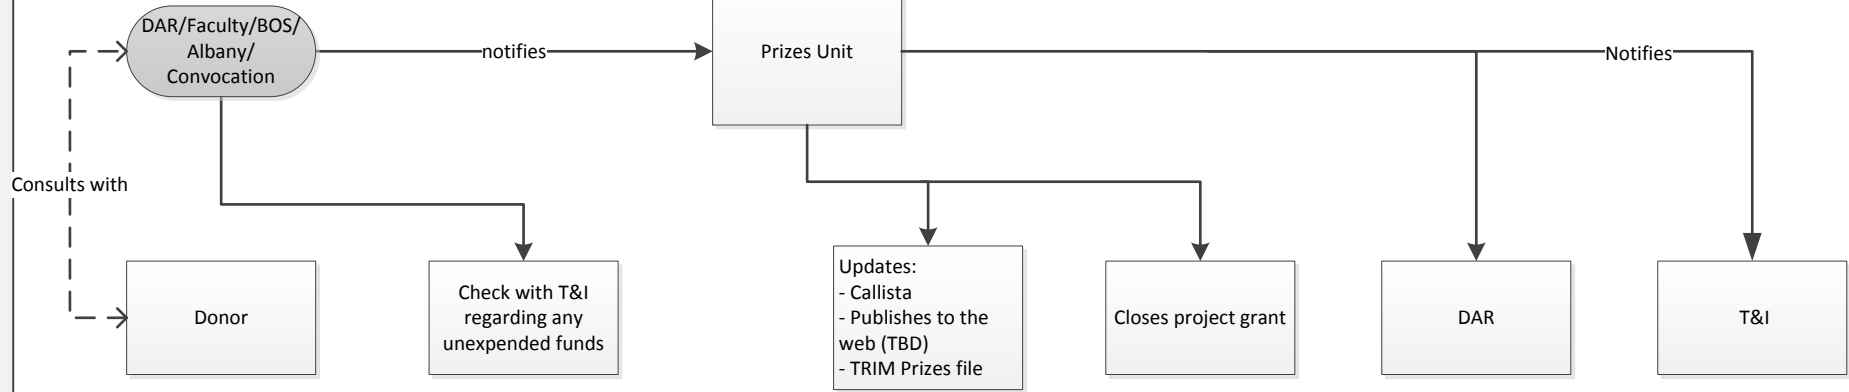 DAR/Faculty/BOS/
Albany/
Convocation
notifies
Prizes Unit
Notifies
Consults with
Donor
Check with T&I
regarding any
unexpended funds
Updates:
- Callista
- Publishes to the
web (TBD)
- TRIM Prizes file
Closes project grant
DAR
T&I